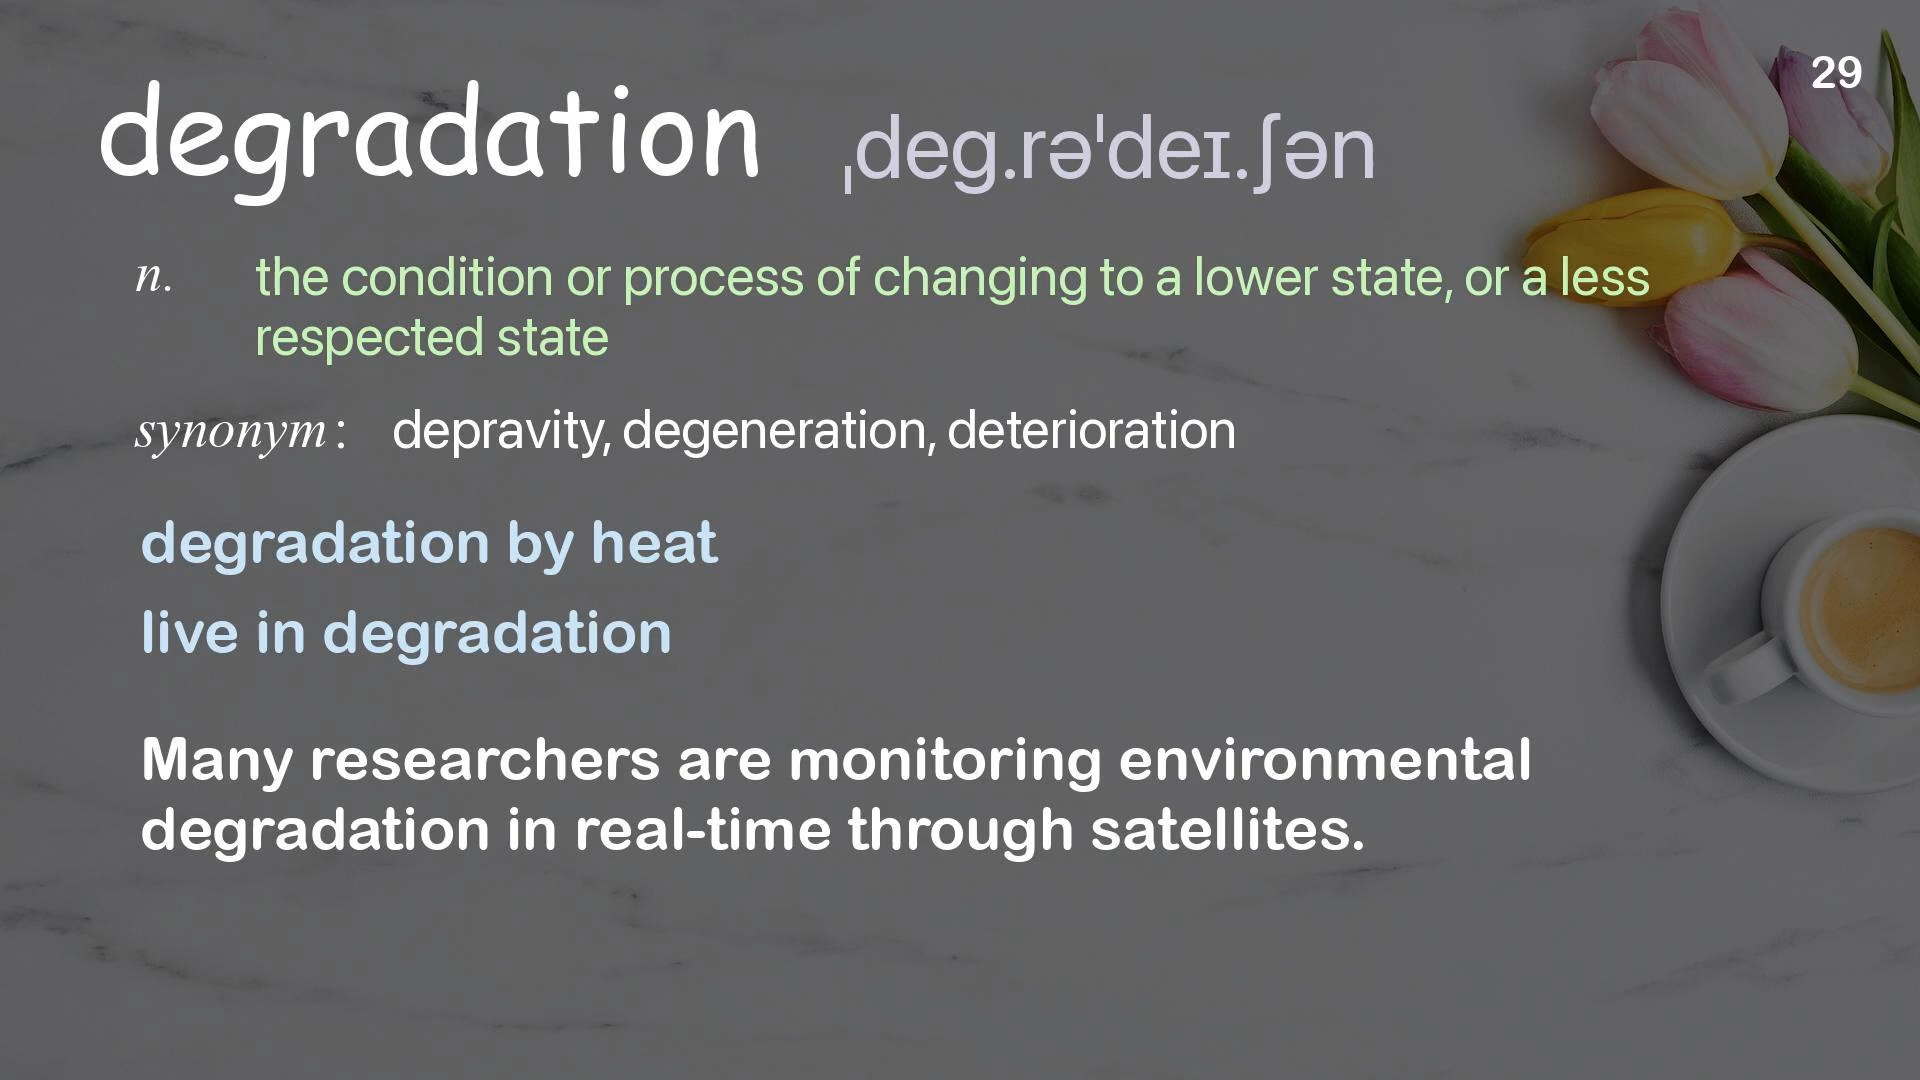 29
degradation ˌdeɡ.rəˈdeɪ.ʃən
n. the condition or process of changing to a lower state, or a less
respected state
synonym: depravity, degeneration, deterioration
degradation by heat
live in degradation
Many researchers are monitoring environmental
degradation in real-time through satellites.